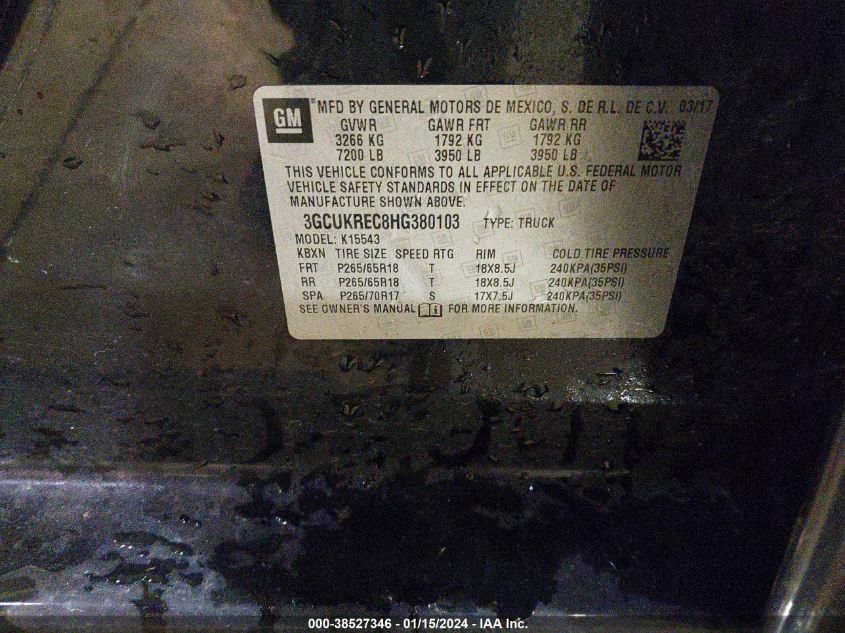 GM ® MFD BY GENERAL MOTORS DE MEXICO, S. DE R.L. DE C.V. 03/17
GVWR GAWR FRT GAWR RR
3266 KG 1792 KG 1792 KG
7200 LB 3950 LB 3950 LB
THIS VEHICLE CONFORMS TO ALL APPLICABLE U.S. FEDERAL MOTOR
VEHICLE SAFETY STANDARDS IN EFFECT ON THE DATE OF
MANUFACTURE SHOWN ABOVE.
3GCUKREC8HG380103 TYPE: TRUCK
MODEL: K15543
KBXN TIRE SIZE SPEED RTG RIM COLD TIRE PRESSURE
FRT P265/65R18 T 18X8.5J 240KPA(35PSI)
RR P265/65R18 T 18X8.5J 240KPA(35PSI)
SPA P265/70R17 S 17X7.5J 240KPA(35PSI)
SEE OWNER'S MANUAL FOR MORE INFORMATION.
000-38527346 - 01/15/2024 - IAA Inc.